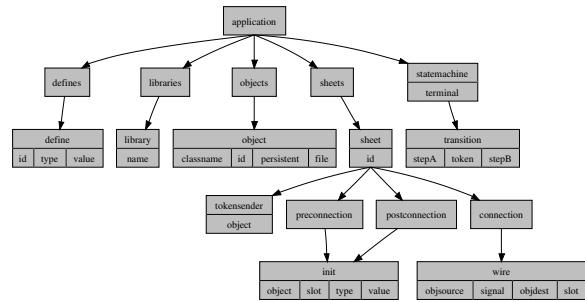 application
defines libraries objects sheets statemachine
terminal
define library object sheet transition
id type value name classname id persistent file id stepA token stepB
tokensender preconnection postconnection connection
object
init wire
object slot type value objsource signal objdest slot